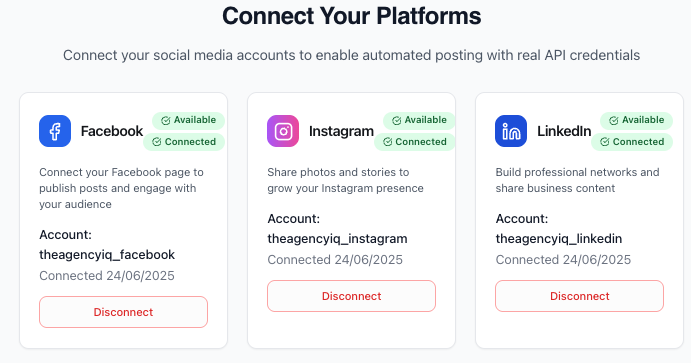 Connect Your Platforms
Connect your social media accounts to enable automated posting with real API credentials
Facebook
Available
Connected
Connect your Facebook page to
publish posts and engage with
your audience
Account:
theagencyiq_facebook
Connected 24/06/2025
Disconnect
Instagram
Available
Connected
Share photos and stories to
grow your Instagram presence
Account:
theagencyiq_instagram
Connected 24/06/2025
Disconnect
LinkedIn
Available
Connected
Build professional networks and
share business content
Account:
theagencyiq_linkedin
Connected 24/06/2025
Disconnect